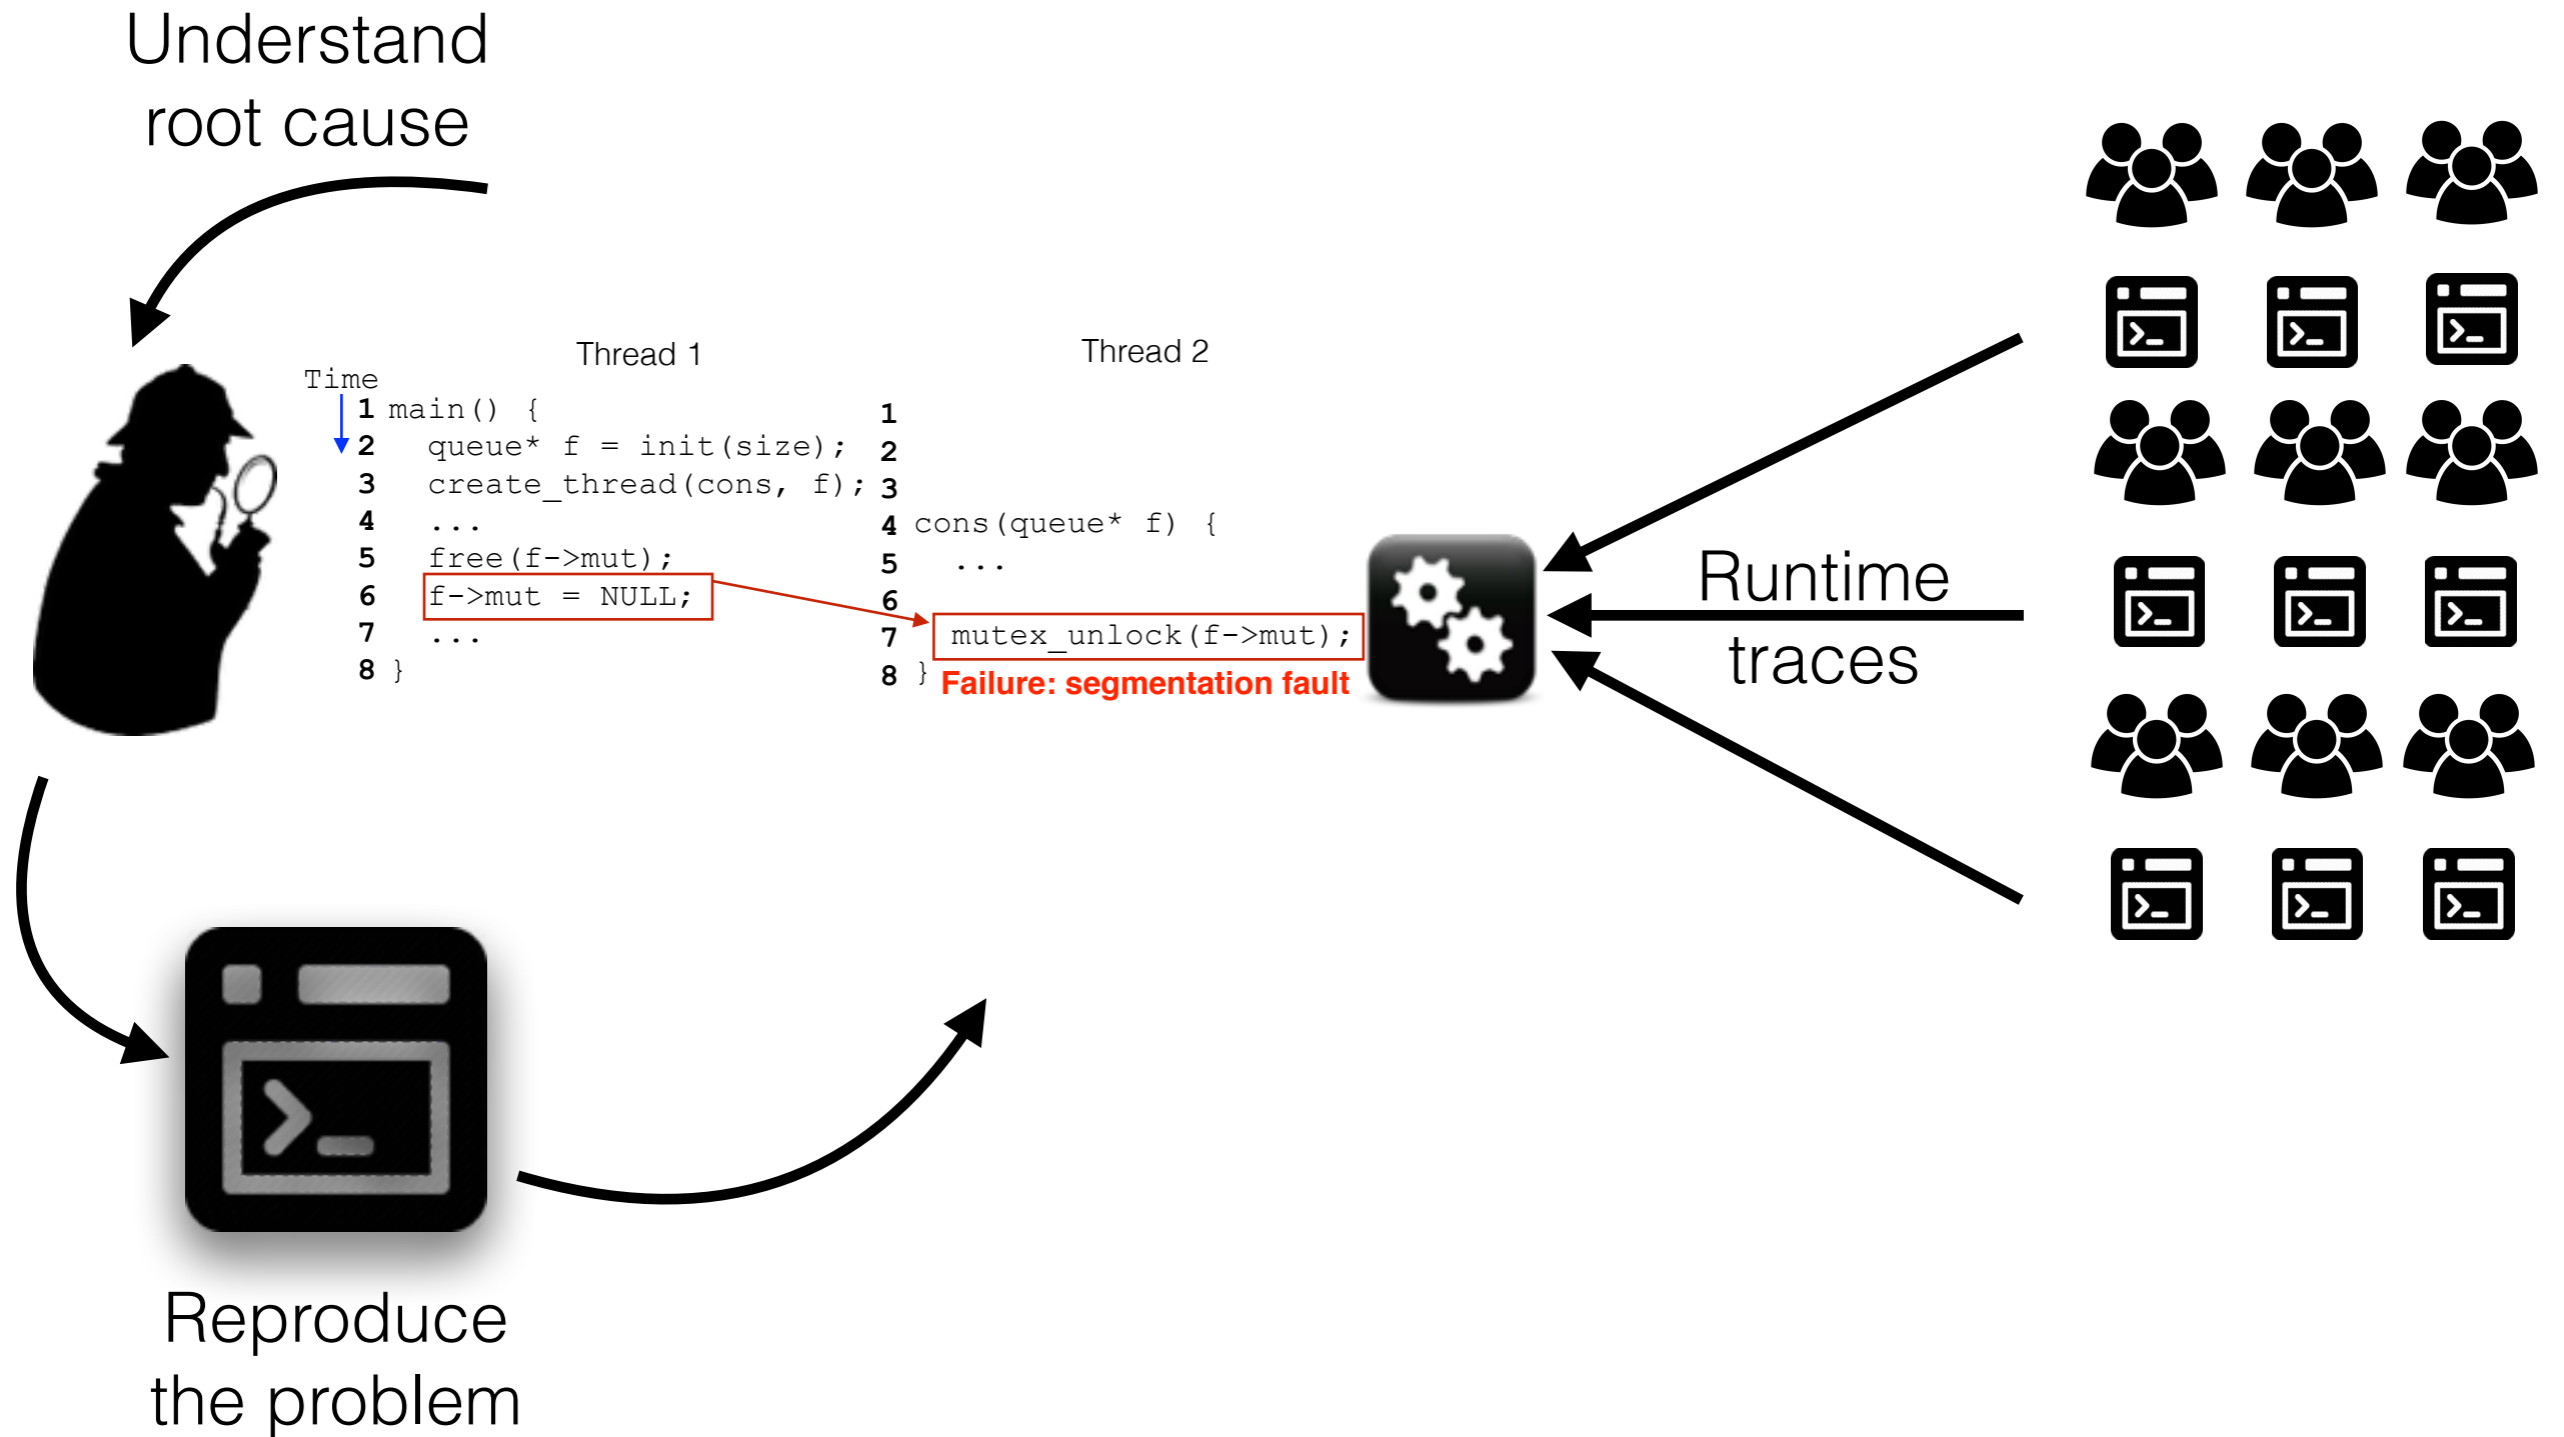 Understand
root cause
Thread 1
Time
1 main() {
2 queue* f = init(size);
3 create_thread(cons, f);
4 ...
5 free(f->mut);
6 f->mut = NULL;
7 ...
8 }
Thread 2
1
2
3
4 cons(queue* f) {
5 ...
6
7 mutex_unlock(f->mut);
8 }
Failure: segmentation fault
Runtime
traces
Reproduce
the problem